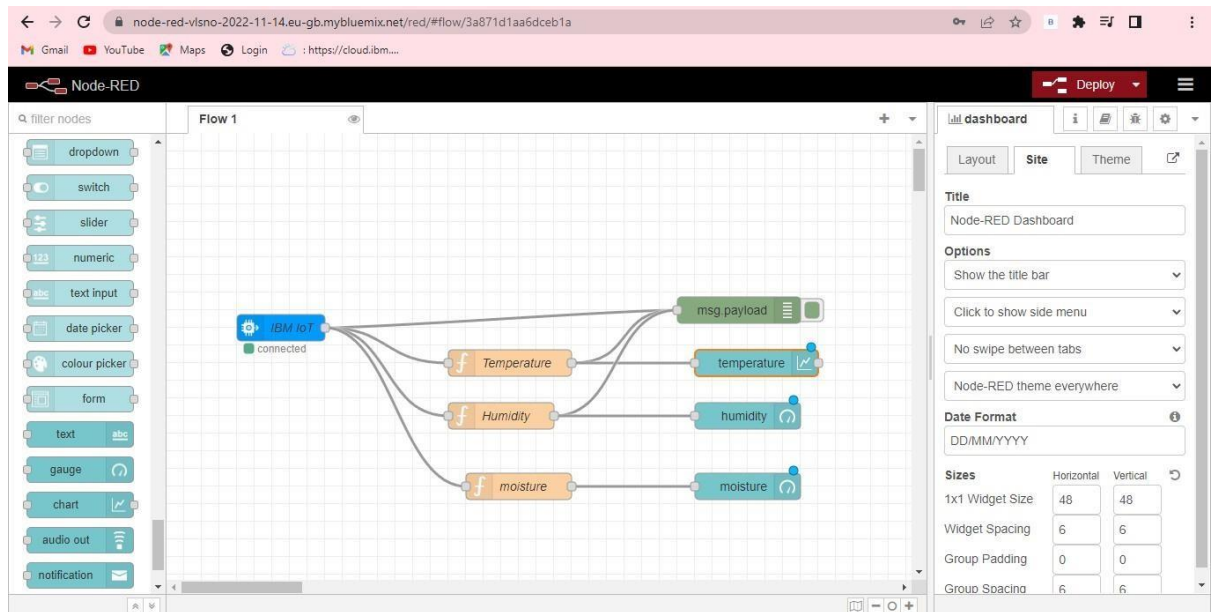 node-red-vlsno-2022-11-14.eu-gb.mybluemix.net/red/#flow/3a871d1aa6dceb1a
Gmail YouTube Maps Login : https://cloud.ibm....
Node-RED Deploy
filter nodes
Flow 1
dashboard
dropdown
switch
slider
123 numeric
abc text input
date picker
colour picker
form
text abc
gauge
chart
audio out
notification
IBM IoT
connected
msg.payload
f Temperature
temperature
f Humidity
humidity
f moisture
moisture
Layout Site Theme
Title
Node-RED Dashboard
Options
Show the title bar
Click to show side menu
No swipe between tabs
Node-RED theme everywhere
Date Format
DD/MM/YYYY
Sizes Horizontal Vertical
1x1 Widget Size 48 48
Widget Spacing 6 6
Group Padding 0 0
Group Spacing 6 6